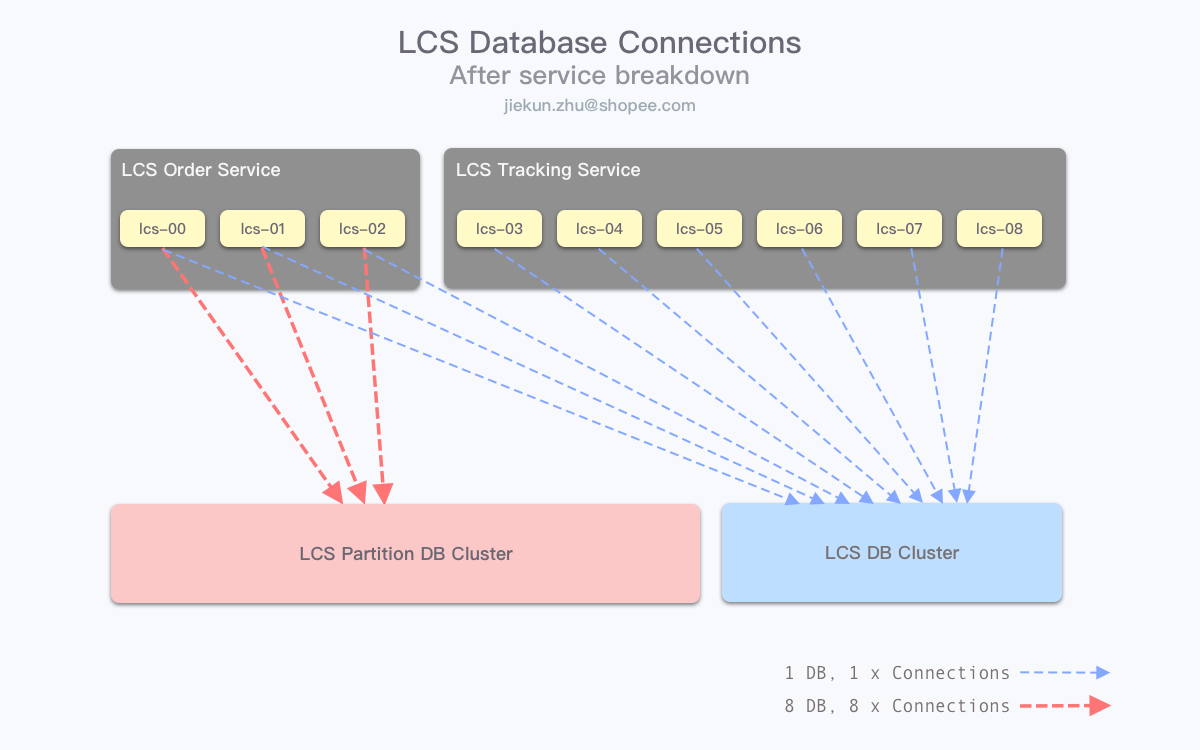 LCS Database Connections
After service breakdown
jiekun.zhu@shopee.com
LCS Order Service
LCS Tracking Service
lcs-00
lcs-01
lcs-02
lcs-03
lcs-04
lcs-05
lcs-06
lcs-07
lcs-08
LCS Partition DB Cluster
LCS DB Cluster
1 DB, 1 x Connections
8 DB, 8 x Connections